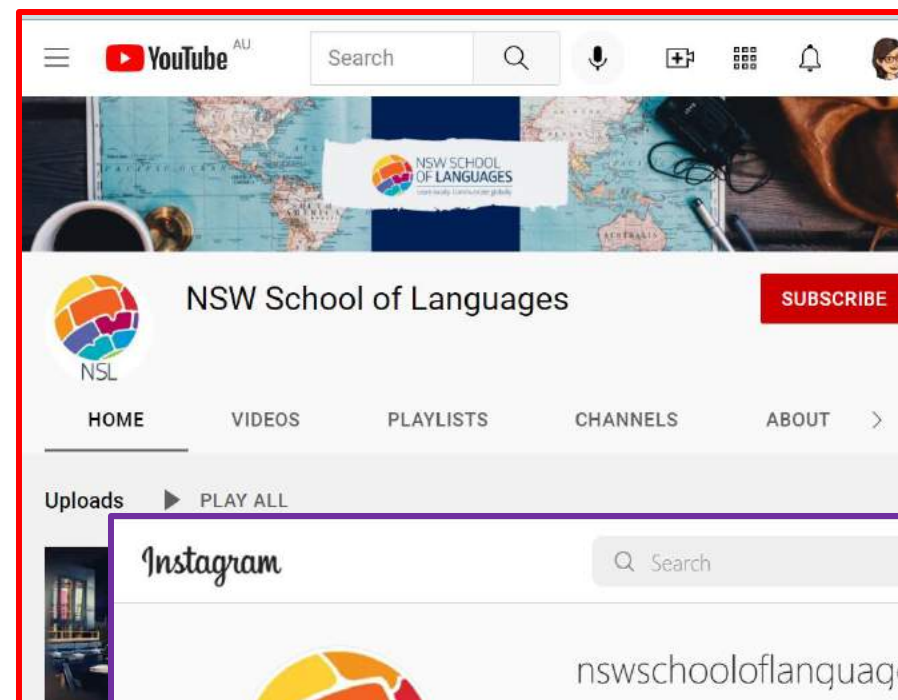 YouTube AU
Search
NSW SCHOOL
OF LANGUAGES
NSW School of Languages
SUBSCRIBE
NSL
HOME VIDEOS PLAYLISTS CHANNELS ABOUT
Uploads PLAY ALL
Instagram
Search
nswschooloflanguage